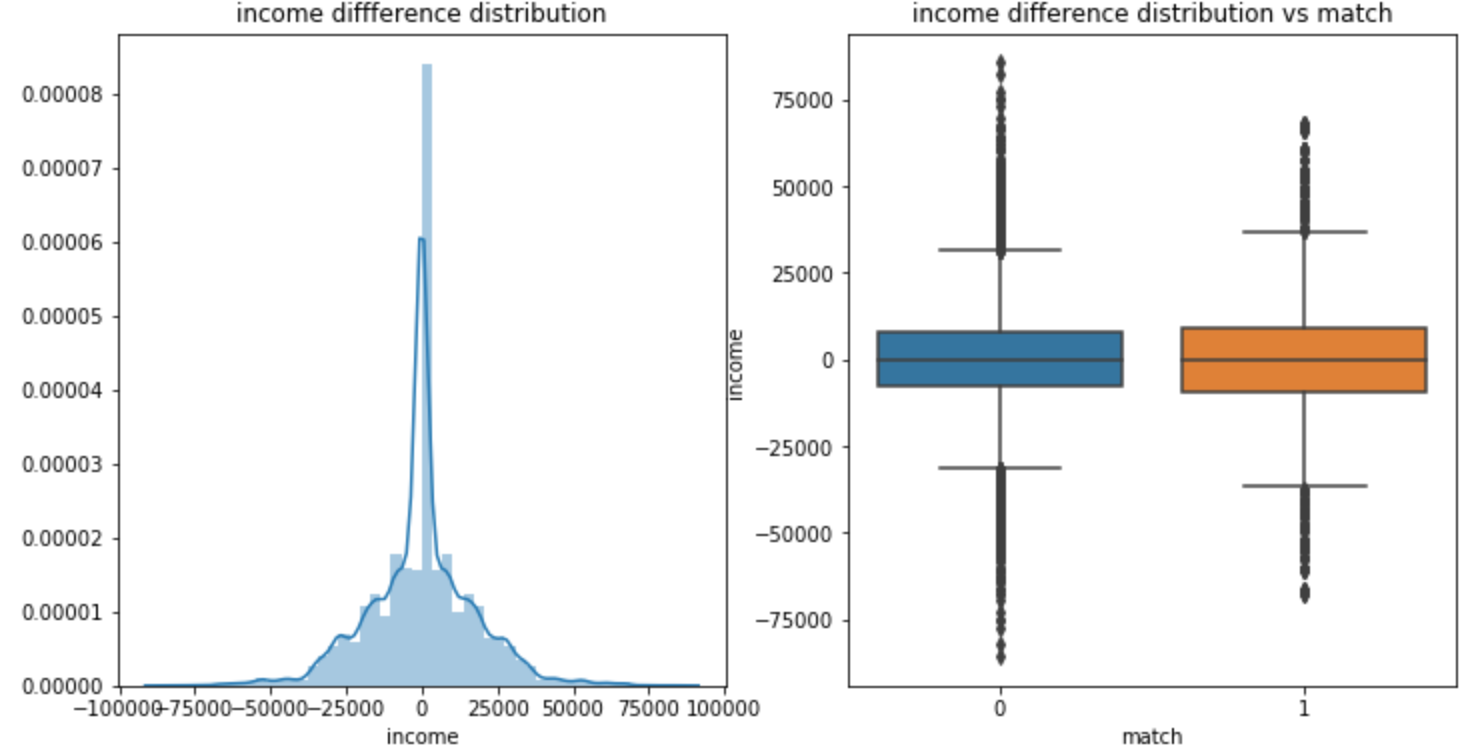 income diffference distribution
0.00008
0.00007
0.00006
0.00005
0.00004
0.00003
0.00002
0.00001
0.00000
−100000 −75000 −50000 −25000 0 25000 50000 75000 100000
income
income difference distribution vs match
income
75000
50000
25000
0
−25000
−50000
−75000
0 1
match